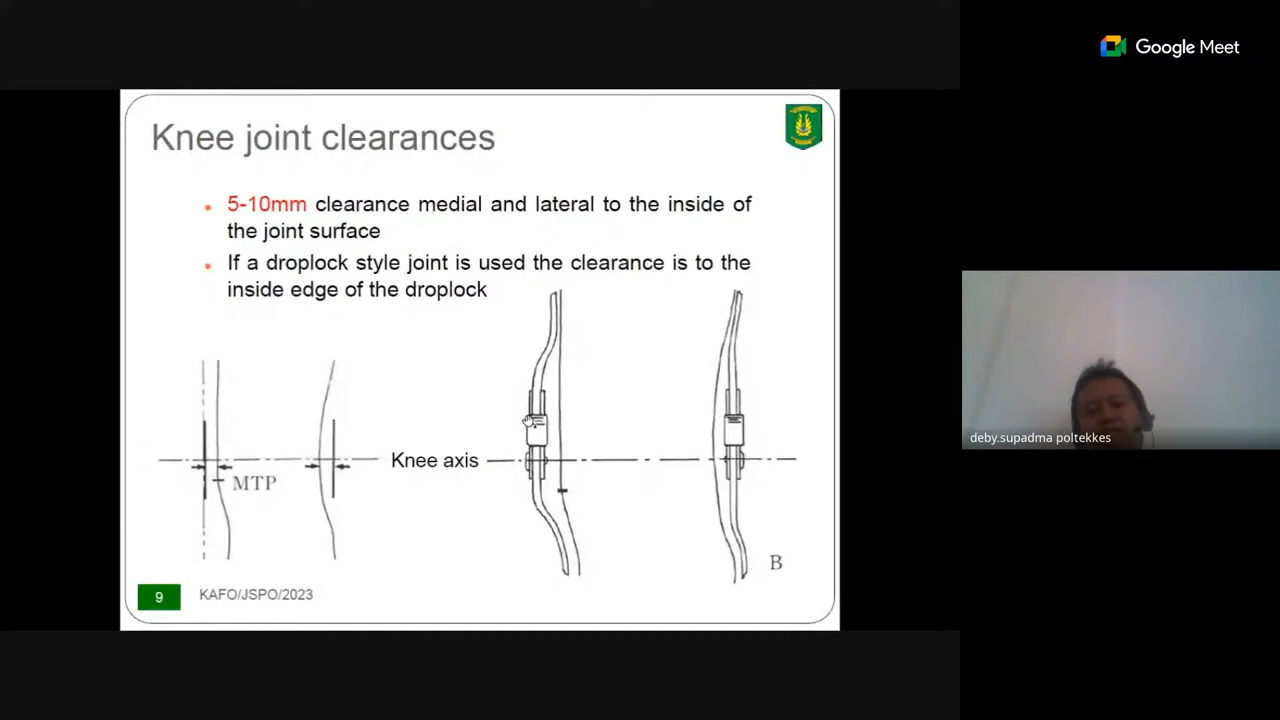 Google Meet
Knee joint clearances
• 5-10mm clearance medial and lateral to the inside of
the joint surface
• If a droplock style joint is used the clearance is to the
inside edge of the droplock
Knee axis
MTP
B
9
KAFO/JSPO/2023
deby.supadma poltekkes